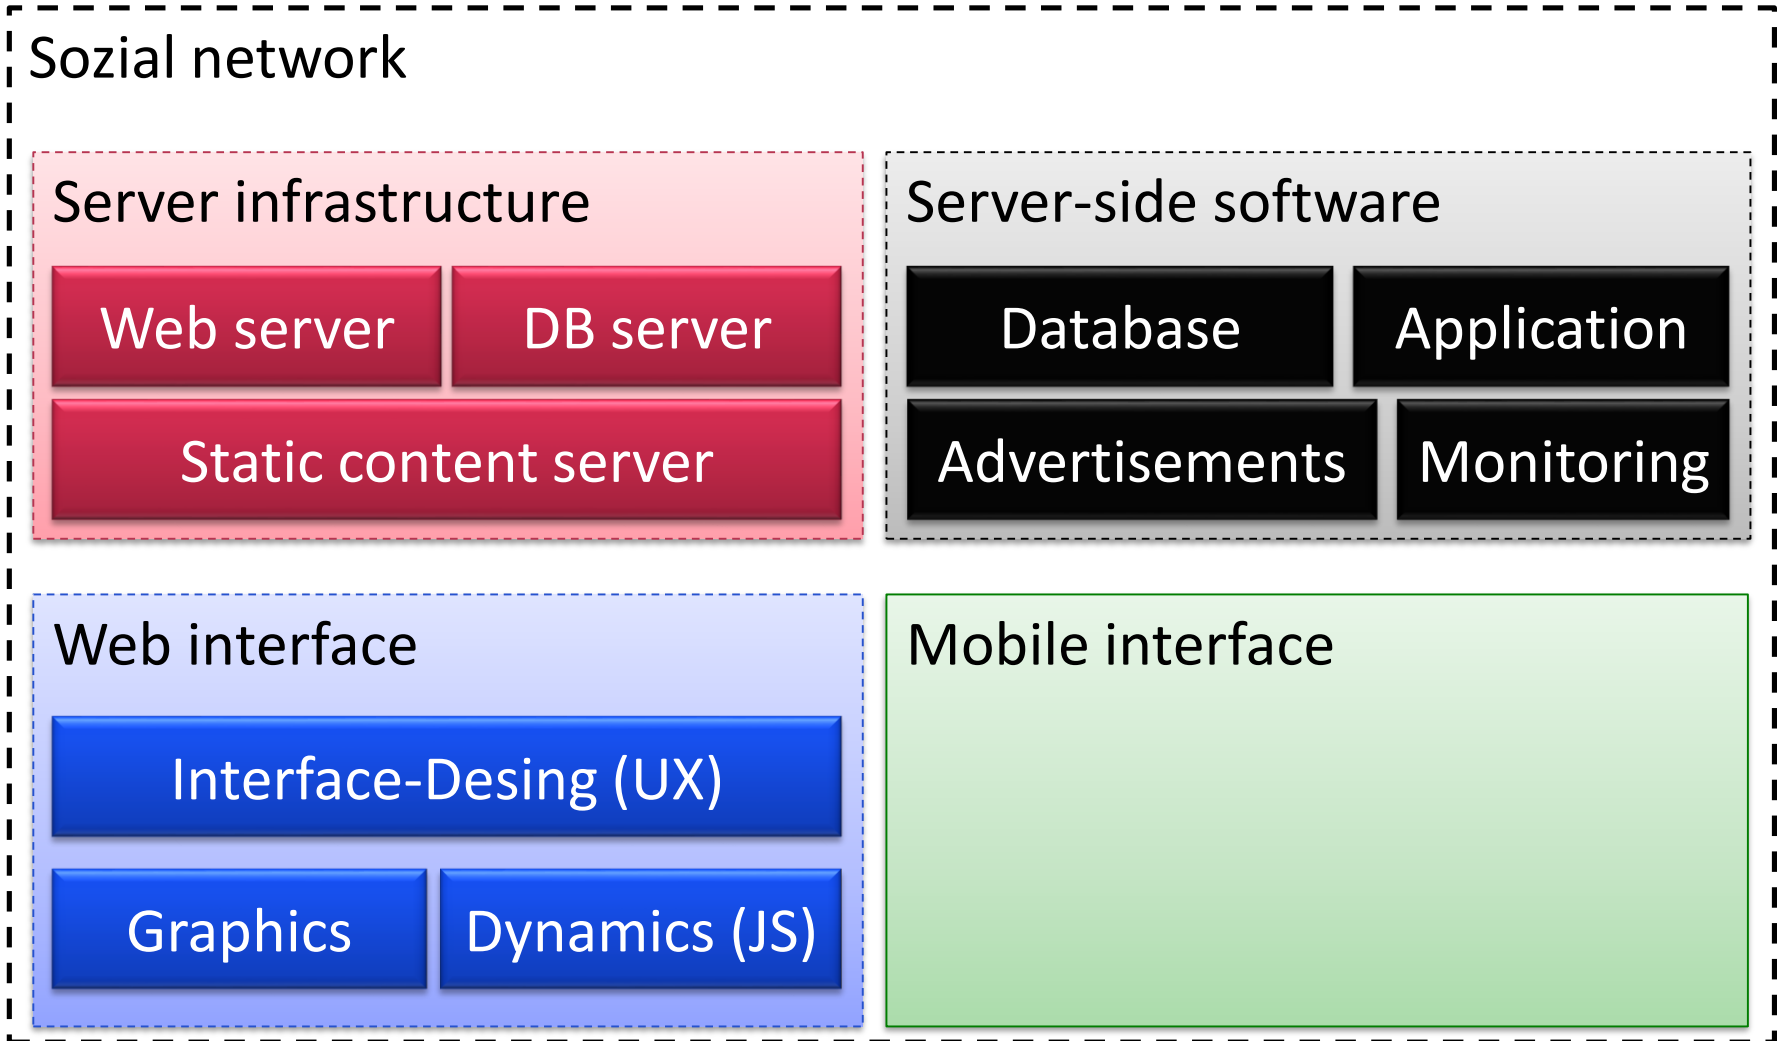 Sozial network
Server infrastructure
Web server
DB server
Static content server
Server-side software
Database
Application
Advertisements
Monitoring
Web interface
Interface-Desing (UX)
Graphics
Dynamics (JS)
Mobile interface